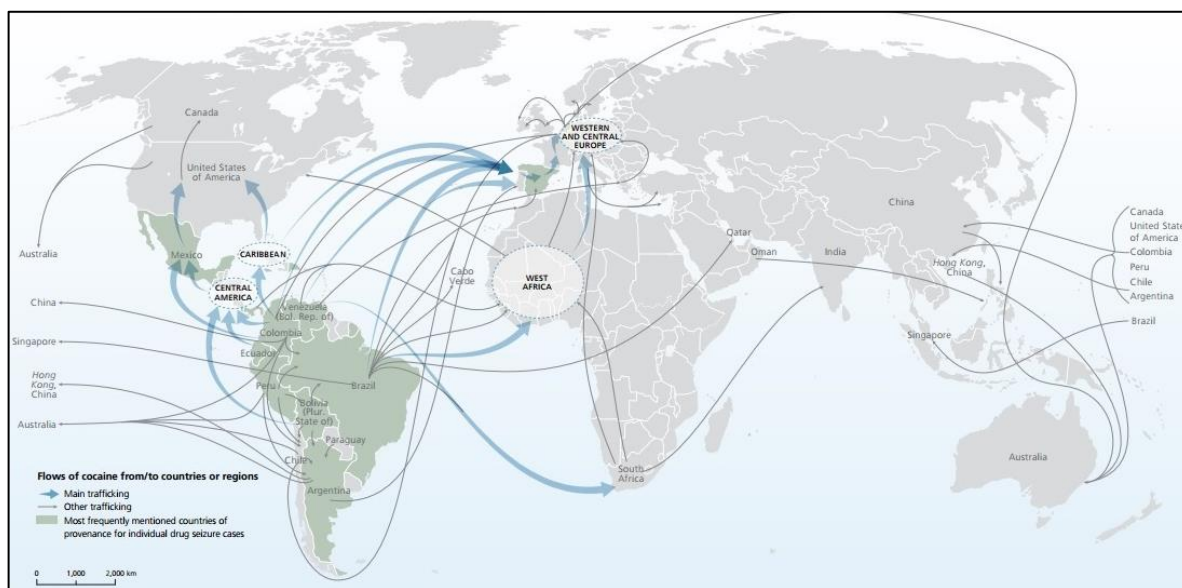 Canada
United States
of America
Australia
Mexico
CARIBBEAN
CENTRAL
AMERICA
China
Venezuela
(Bol. Rep. of)
Colombia
Singapore
Ecuador
Hong
Kong,
China
Peru
Brazil
Bolivia
(Plur.
State of)
Australia
Paraguay
Chile
Argentina
WESTERN
AND CENTRAL
EUROPE
Cabo
Verde
WEST
AFRICA
South
Africa
Qatar
Oman
India
China
Hong Kong,
China
Singapore
Australia
Canada
United States
of America
Colombia
Peru
Chile
Argentina
Brazil
Flows of cocaine from/to countries or regions
Main trafficking
Other trafficking
Most frequently mentioned countries of
provenance for individual drug seizure cases
0 1,000 2,000 km